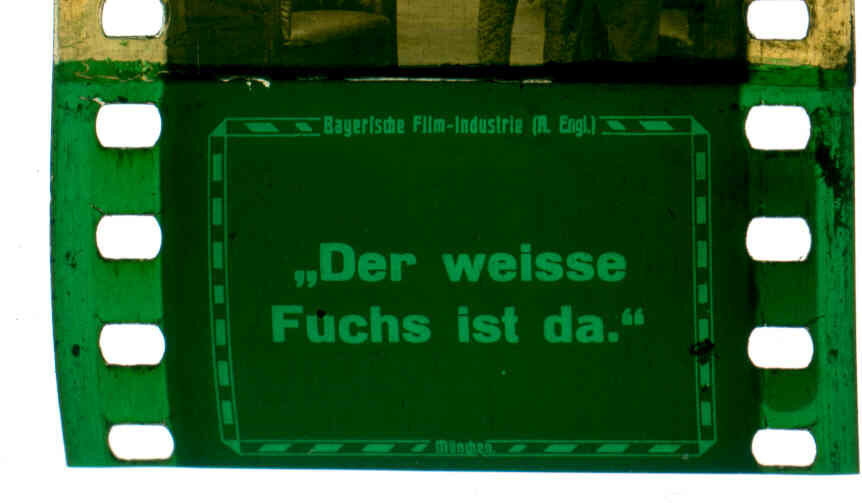 Bayerische Film-Industrie (A. Engl.)
„Der weisse
Fuchs ist da.“
München.